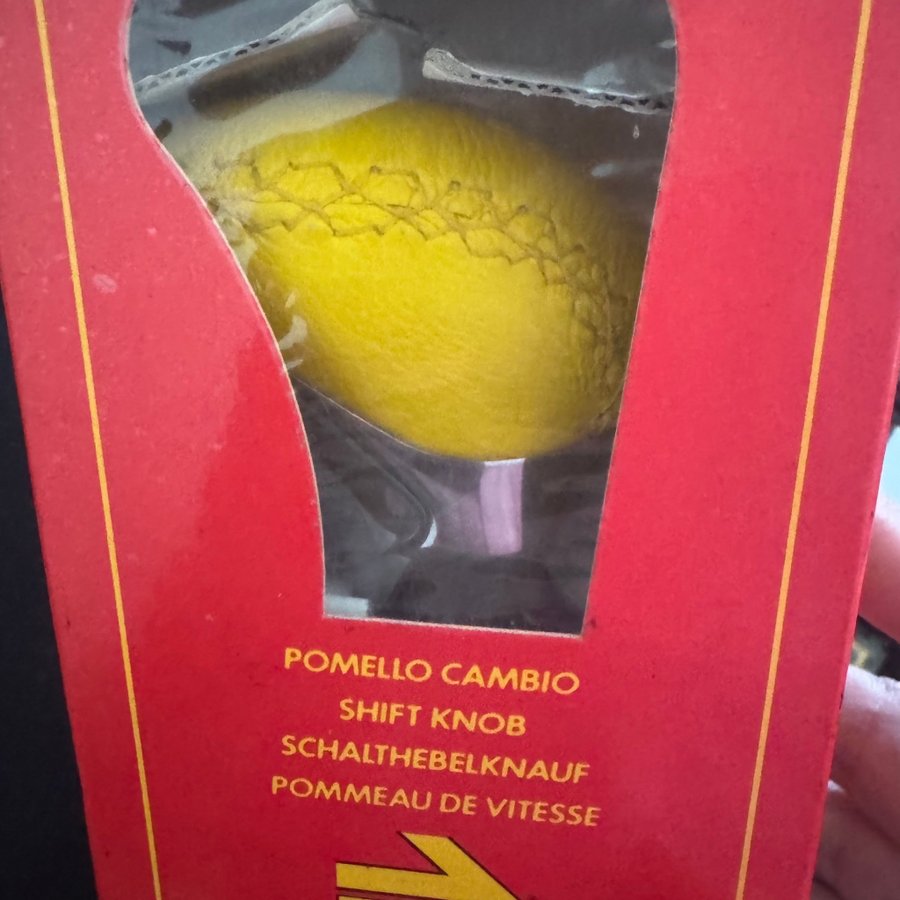 POMELLO CAMBIO
SHIFT KNOB
SCHALTHEBELKNAUF
POMMEAU DE VITESSE